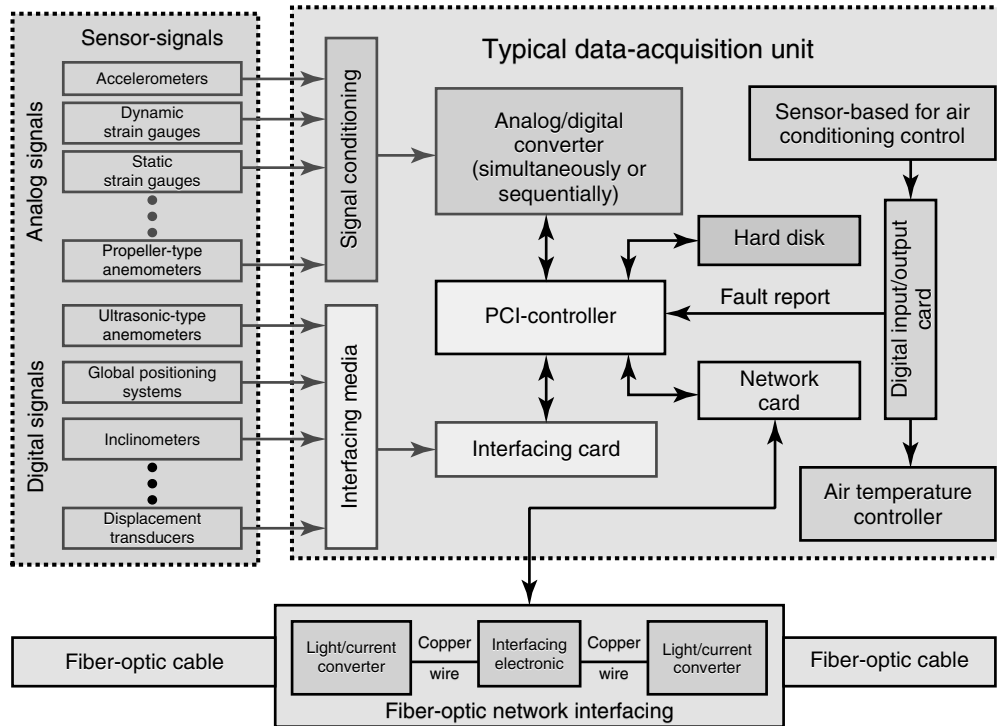 Sensor-signals
Analog signals
Accelerometers
Dynamic
strain gauges
Static
strain gauges
Propeller-type
anemometers
Digital signals
Ultrasonic-type
anemometers
Global positioning
systems
Inclinometers
Displacement
transducers
Typical data-acquisition unit
Signal conditioning
Interfacing media
Analog/digital
converter
(simultaneously or
sequentially)
Sensor-based for air
conditioning control
Hard disk
PCI-controller
Fault report
Digital input/output
card
Network
card
Interfacing card
Air temperature
controller
Fiber-optic cable
Light/current
converter
Copper
wire
Interfacing
electronic
Copper
wire
Light/current
converter
Fiber-optic network interfacing
Fiber-optic cable